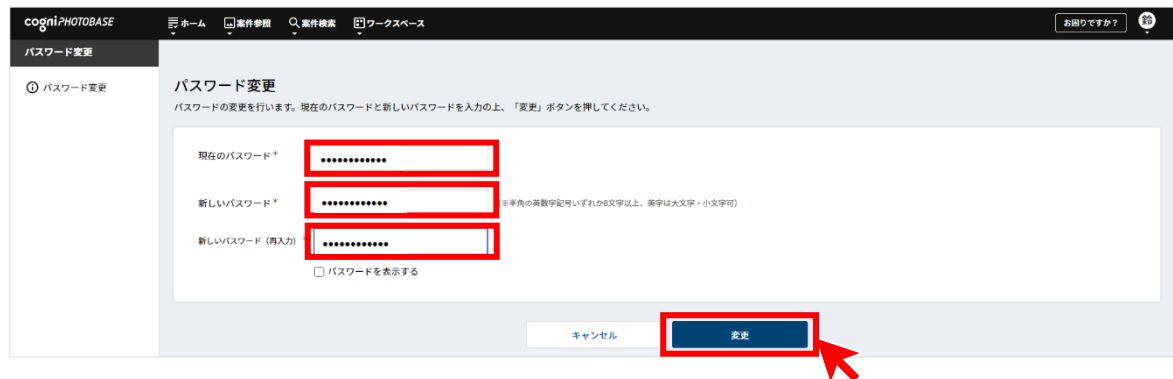 cogni PHOTOBASE ホーム 案件参照 案件検索 ワークスペース お困りですか? 鈴
パスワード変更
パスワード変更
パスワード変更
パスワードの変更を行います。現在のパスワードと新しいパスワードを入力の上、「変更」ボタンを押してください。
現在のパスワード* ••••••••••••
新しいパスワード* •••••••••••• (※半角の英数字記号いずれか8文字以上、英字は大文字・小文字可)
新しいパスワード(再入力)* ••••••••••••
パスワードを表示する
キャンセル 変更